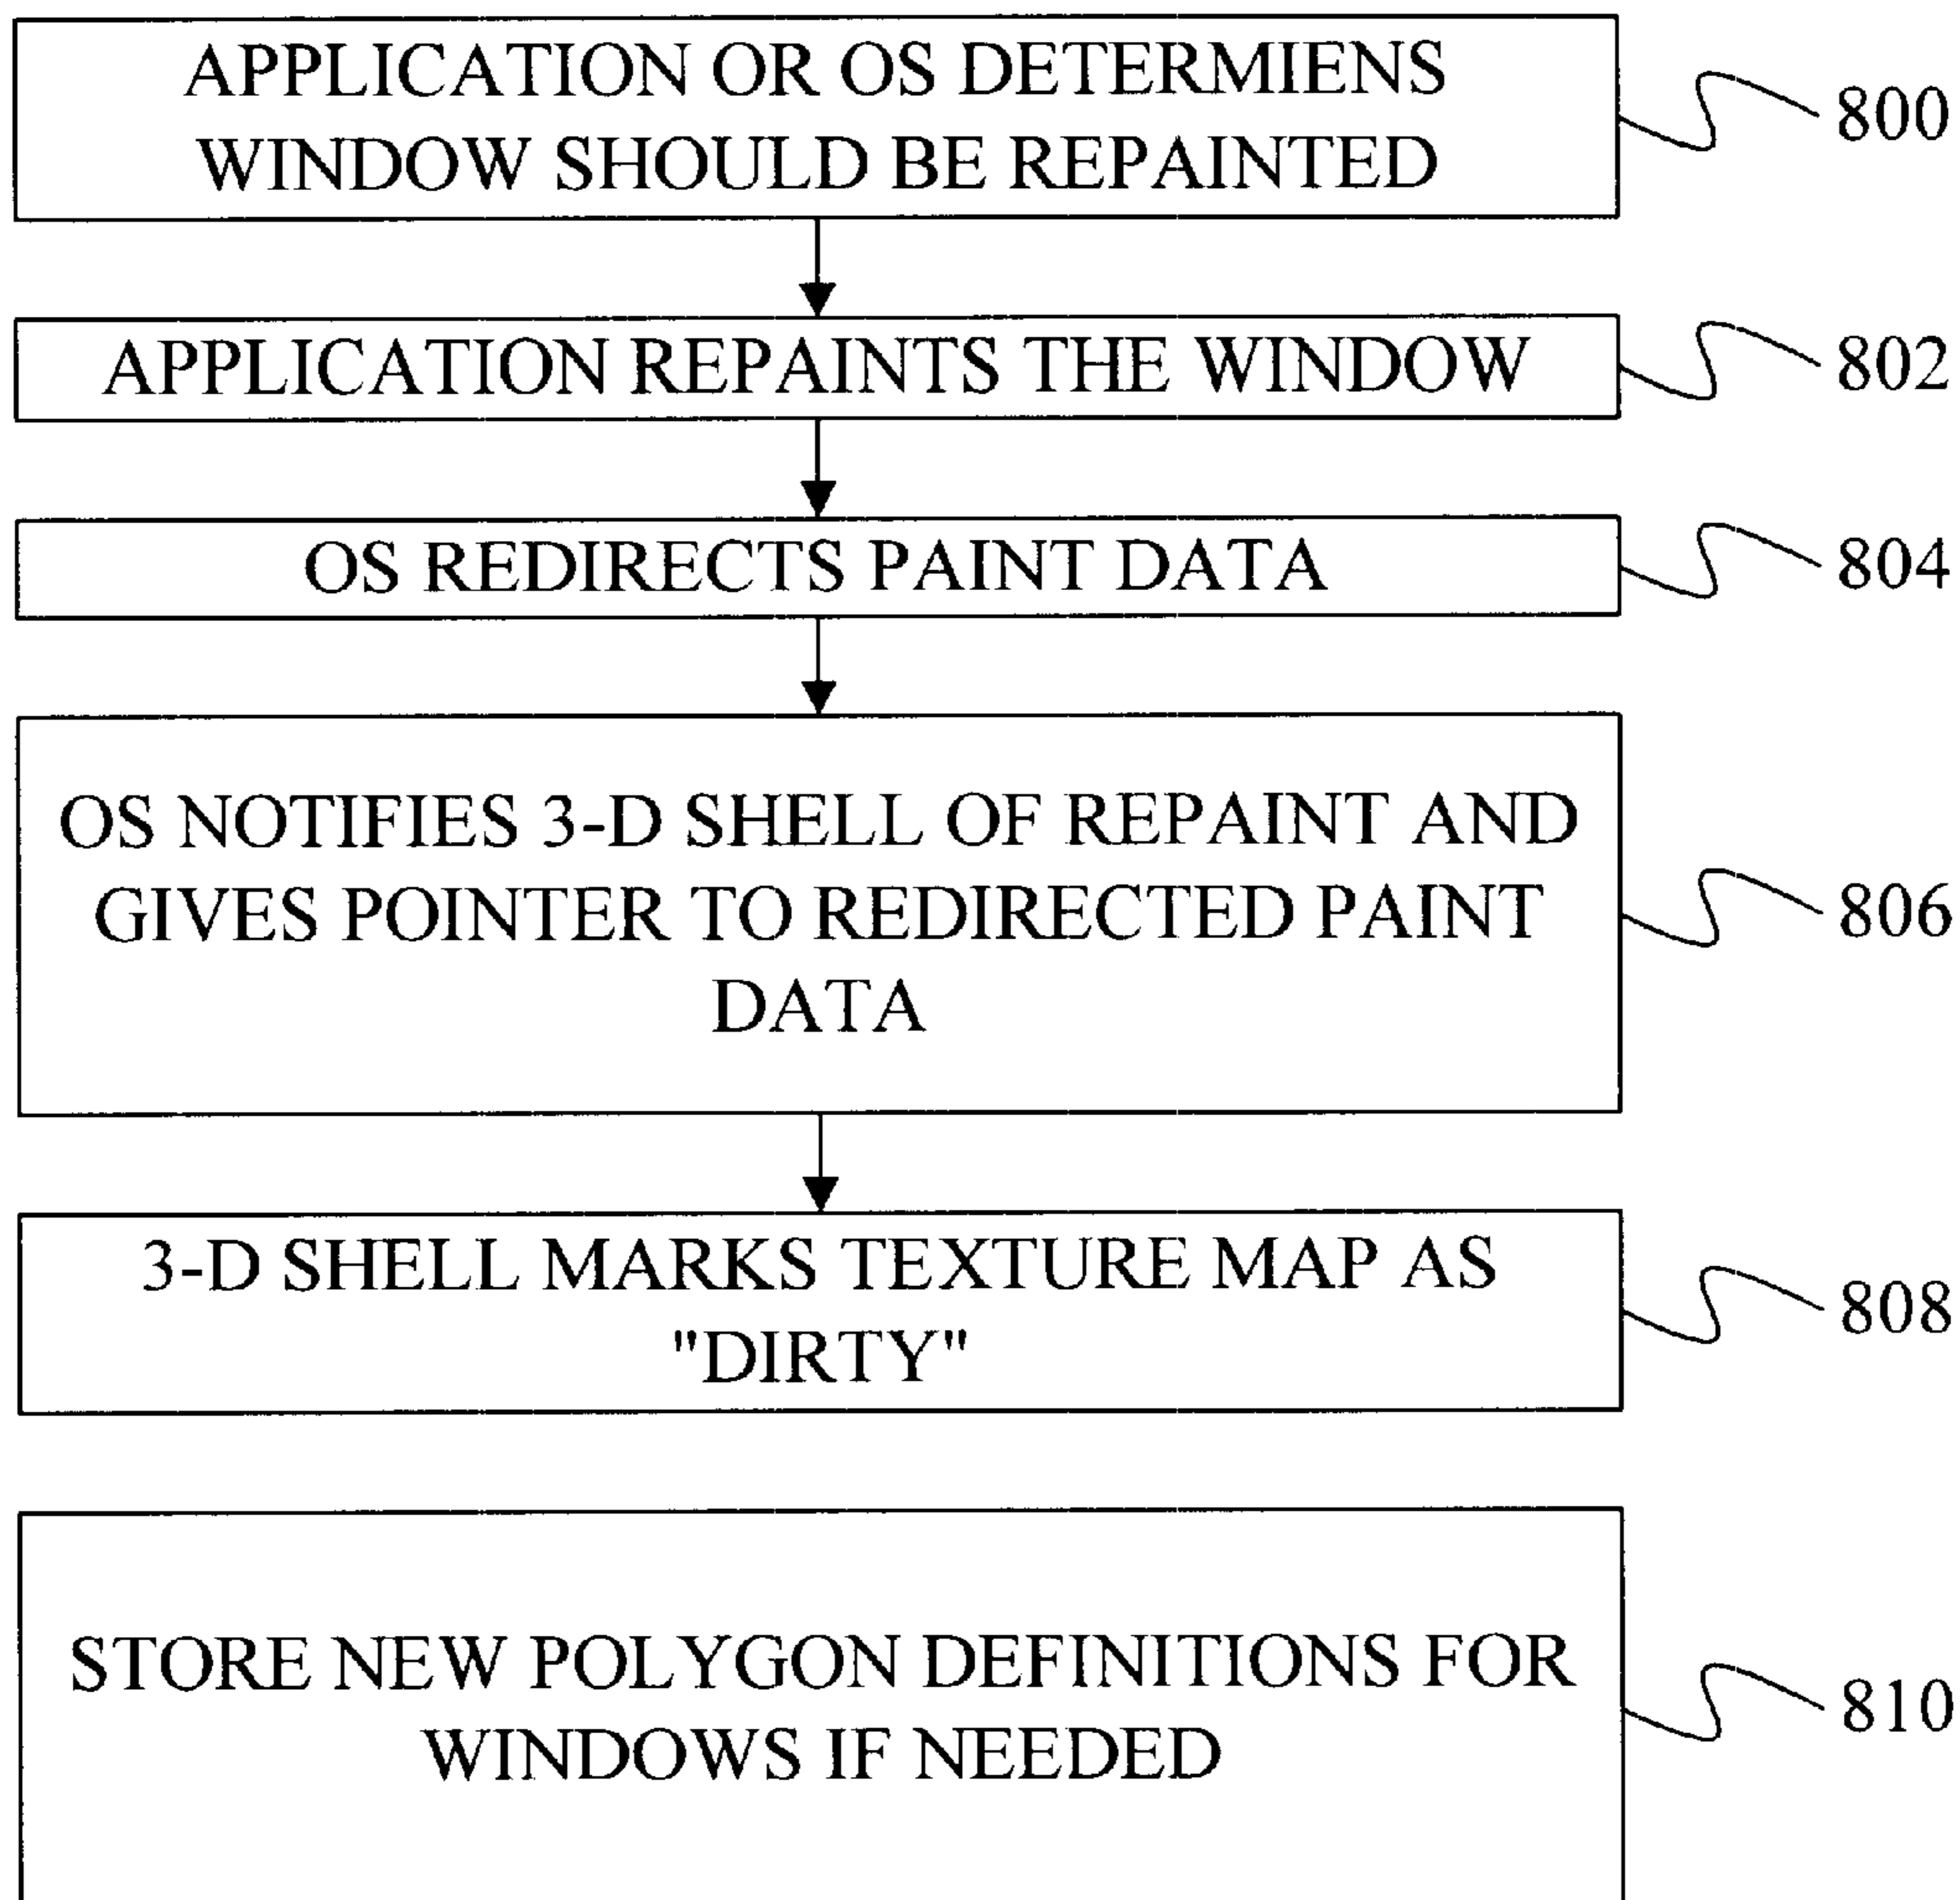 APPLICATION OR OS DETERMIENS
WINDOW SHOULD BE REPAINTED
800
APPLICATION REPAINTS THE WINDOW
802
OS REDIRECTS PAINT DATA
804
OS NOTIFIES 3-D SHELL OF REPAINT AND
GIVES POINTER TO REDIRECTED PAINT
DATA
806
3-D SHELL MARKS TEXTURE MAP AS
"DIRTY"
808
STORE NEW POLYGON DEFINITIONS FOR
WINDOWS IF NEEDED
810